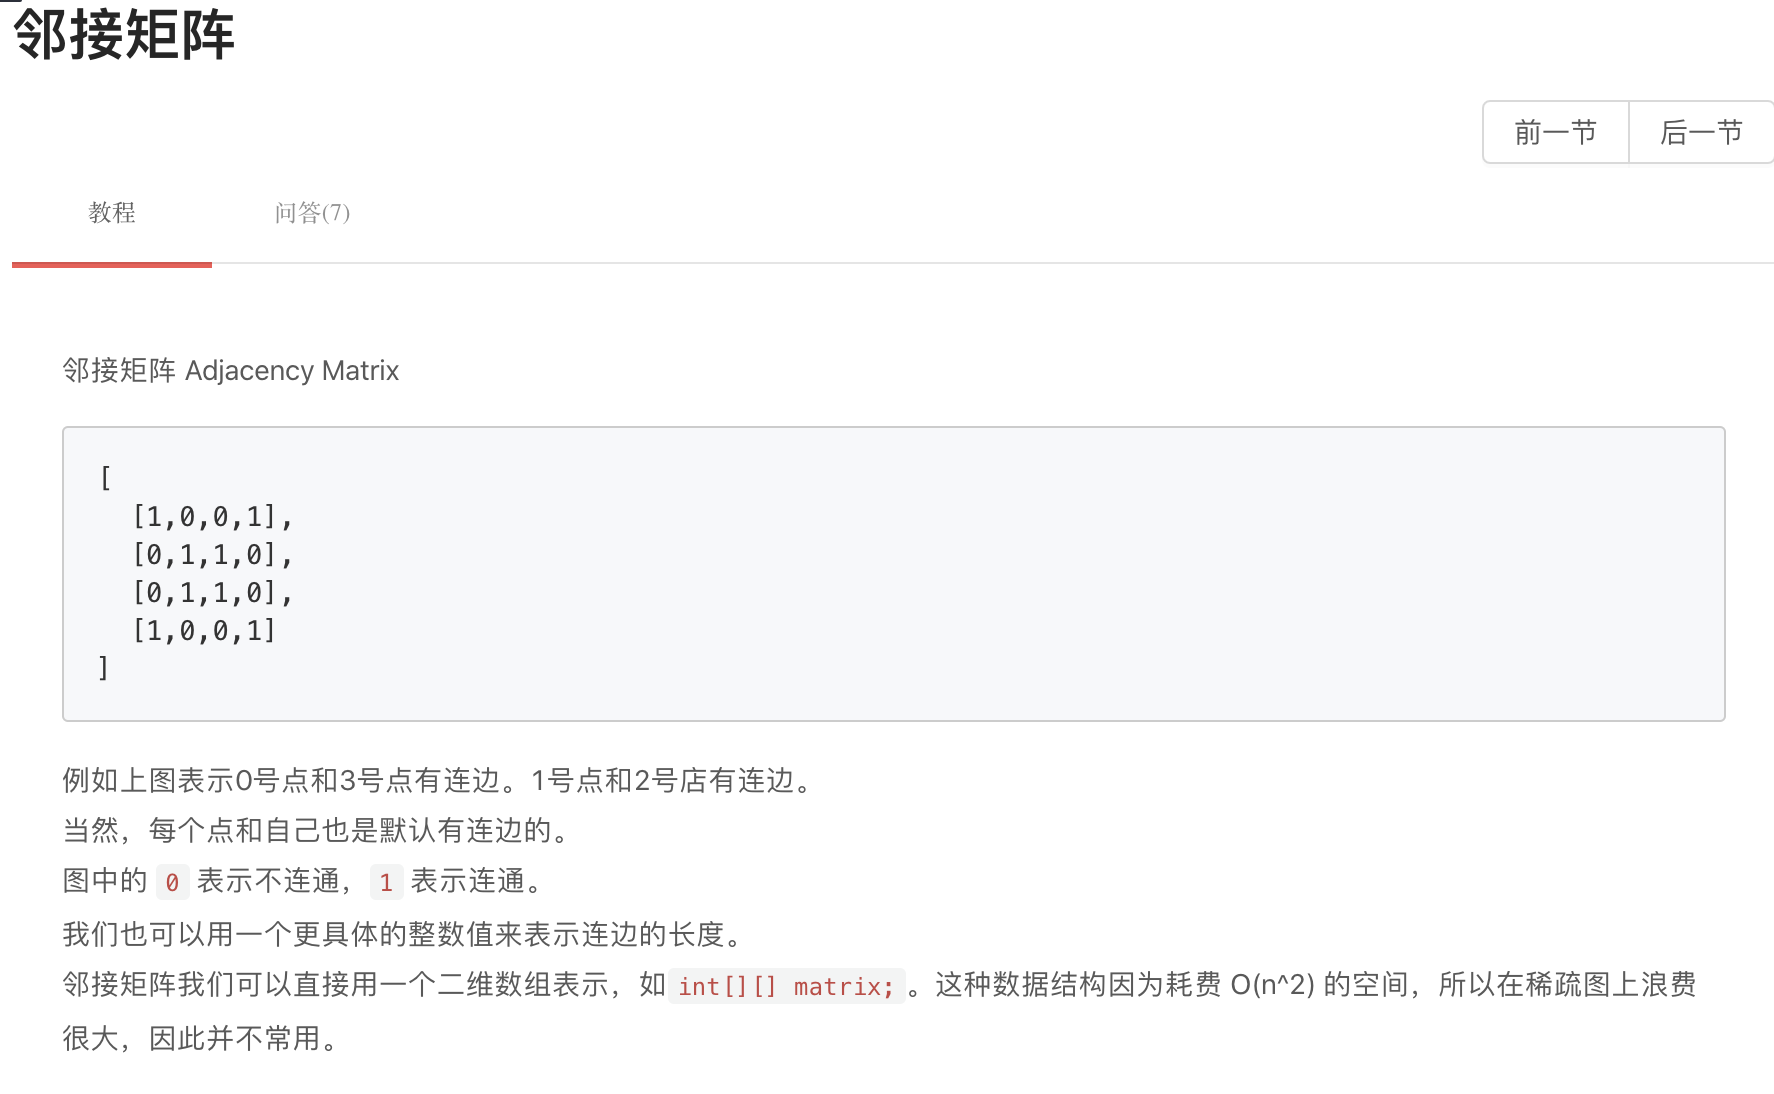 邻接矩阵
前一节 后一节
教程 问答(7)
邻接矩阵 Adjacency Matrix
[
[1,0,0,1],
[0,1,1,0],
[0,1,1,0],
[1,0,0,1]
]
例如上图表示0号点和3号点有连边。1号点和2号店有连边。
当然，每个点和自己也是默认有连边的。
图中的 0 表示不连通，1 表示连通。
我们也可以用一个更具体的整数值来表示连边的长度。
邻接矩阵我们可以直接用一个二维数组表示，如 int[][] matrix; 。这种数据结构因为耗费 O(n^2) 的空间，所以在稀疏图上浪费
很大，因此并不常用。